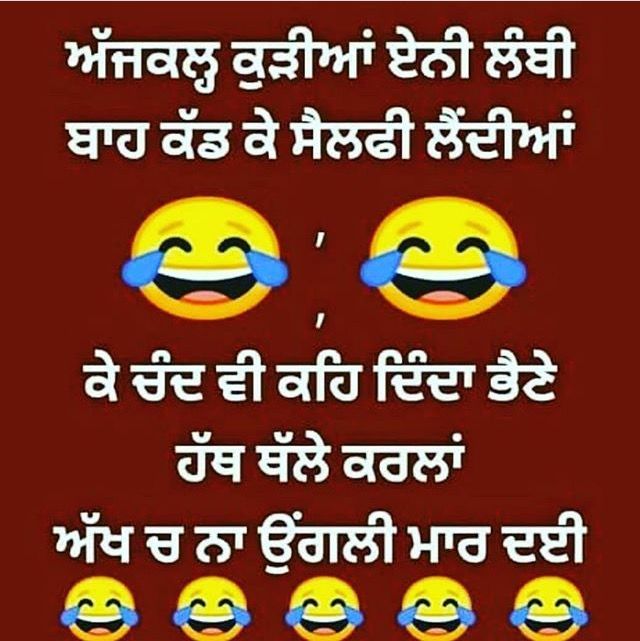 ਅੱਜਕਲ੍ਹ ਕੁੜੀਆਂ ਏਨੀ ਲੰਬੀ
ਬਾਹ ਕੱਡ ਕੇ ਸੈਲਫੀ ਲੈਂਦੀਆਂ
,
,
ਕੇ ਚੰਦ ਵੀ ਕਹਿ ਦਿੰਦਾ ਭੈਣੇ
ਹੱਥ ਥੱਲੇ ਕਰਲਾਂ
ਅੱਖ ਚ ਨਾ ਉਂਗਲੀ ਮਾਰ ਦਈ